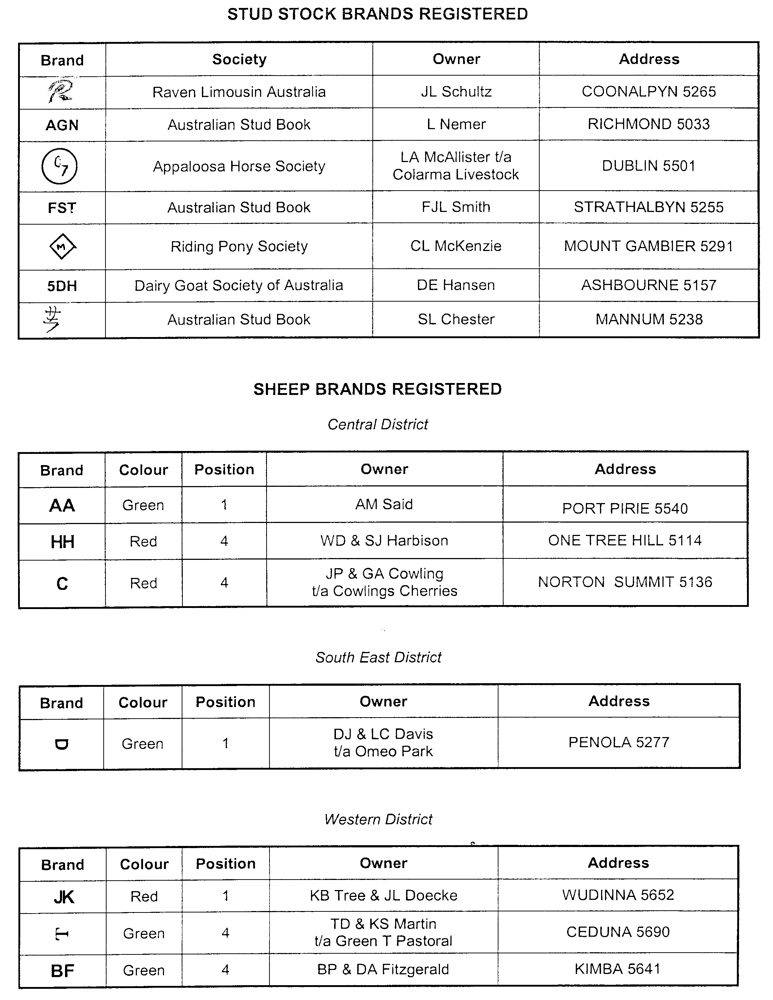 STUD STOCK BRANDS REGISTERED
Brand Society Owner Address
R Raven Limousin Australia JL Schultz COONALPYN 5265
AGN Australian Stud Book L Nemer RICHMOND 5033
C7 Appaloosa Horse Society LA McAllister t/a
Colarma Livestock DUBLIN 5501
FST Australian Stud Book FJL Smith STRATHALBYN 5255
M Riding Pony Society CL McKenzie MOUNT GAMBIER 5291
5DH Dairy Goat Society of Australia DE Hansen ASHBOURNE 5157
Australian Stud Book SL Chester MANNUM 5238
SHEEP BRANDS REGISTERED
Central District
Brand Colour Position Owner Address
AA Green 1 AM Said PORT PIRIE 5540
HH Red 4 WD & SJ Harbison ONE TREE HILL 5114
C Red 4 JP & GA Cowling
t/a Cowlings Cherries NORTON SUMMIT 5136
South East District
Brand Colour Position Owner Address
D Green 1 DJ & LC Davis
t/a Omeo Park PENOLA 5277
Western District
Brand Colour Position Owner Address
JK Red 1 KB Tree & JL Doecke WUDINNA 5652
T Green 4 TD & KS Martin
t/a Green T Pastoral CEDUNA 5690
BF Green 4 BP & DA Fitzgerald KIMBA 5641